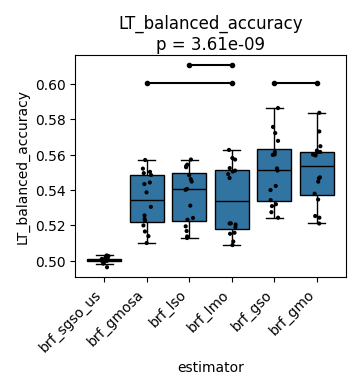 LT_balanced_accuracy
p = 3.61e-09
LT_balanced_accuracy
0.60
0.58
0.56
0.54
0.52
0.50
brf_sgso_us
brf_gmosa
brf_lso
brf_lmo
brf_gso
brf_gmo
estimator